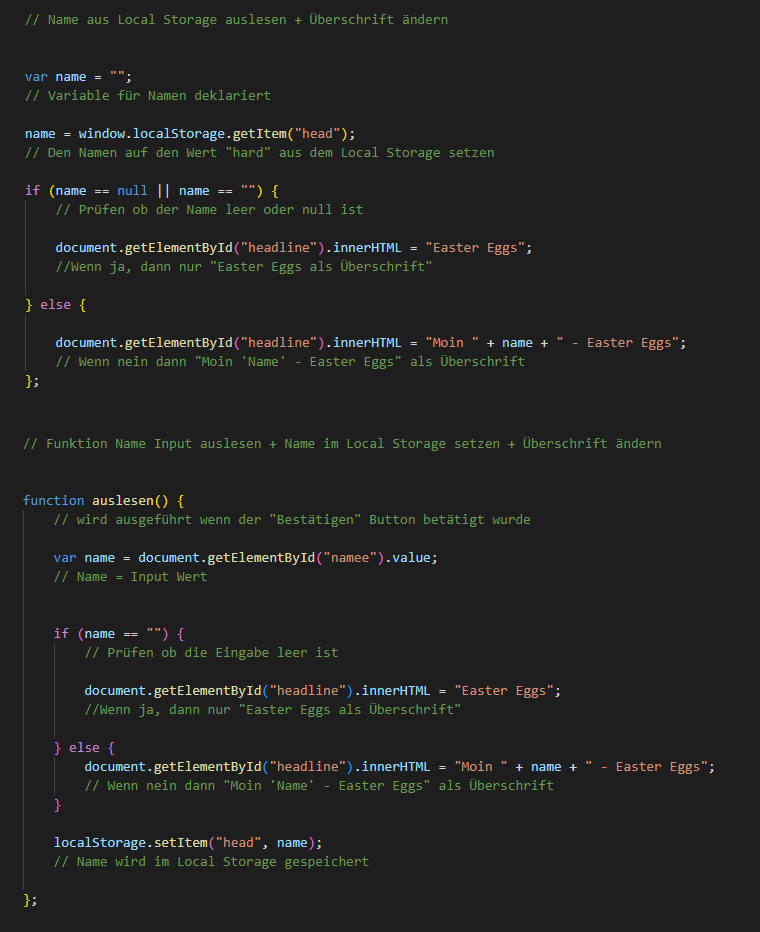 // Name aus Local Storage auslesen + Überschrift ändern
var name = "";
// Variable für Namen deklariert
name = window.localStorage.getItem("head");
// Den Namen auf den Wert "hard" aus dem Local Storage setzen
if (name == null || name == "") {
// Prüfen ob der Name leer oder null ist
document.getElementById("headline").innerHTML = "Easter Eggs";
//Wenn ja, dann nur "Easter Eggs als Überschrift"
} else {
document.getElementById("headline").innerHTML = "Moin " + name + " - Easter Eggs";
// Wenn nein dann "Moin 'Name' - Easter Eggs" als Überschrift
};
// Funktion Name Input auslesen + Name im Local Storage setzen + Überschrift ändern
function auslesen() {
// wird ausgeführt wenn der "Bestätigen" Button betätigt wurde
var name = document.getElementById("namee").value;
// Name = Input Wert
if (name == "") {
// Prüfen ob die Eingabe leer ist
document.getElementById("headline").innerHTML = "Easter Eggs";
//Wenn ja, dann nur "Easter Eggs als Überschrift"
} else {
document.getElementById("headline").innerHTML = "Moin " + name + " - Easter Eggs";
// Wenn nein dann "Moin 'Name' - Easter Eggs" als Überschrift
}
localStorage.setItem("head", name);
// Name wird im Local Storage gespeichert
};